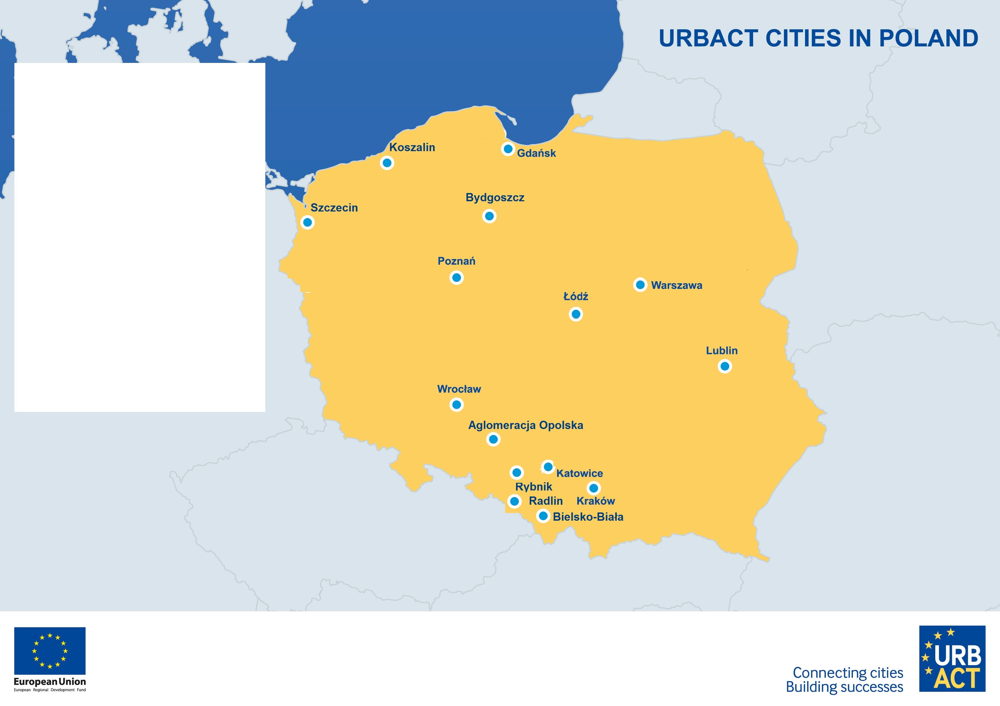 URBACT CITIES IN POLAND
Koszalin
Gdańsk
Bydgoszcz
Szczecin
Poznań
Warszawa
Łódź
Lublin
Wrocław
Aglomeracja Opolska
Katowice
Rybnik
Radlin
Kraków
Bielsko-Biała
European Union
European Regional Development Fund
Connecting cities
Building successes
URB
ACT